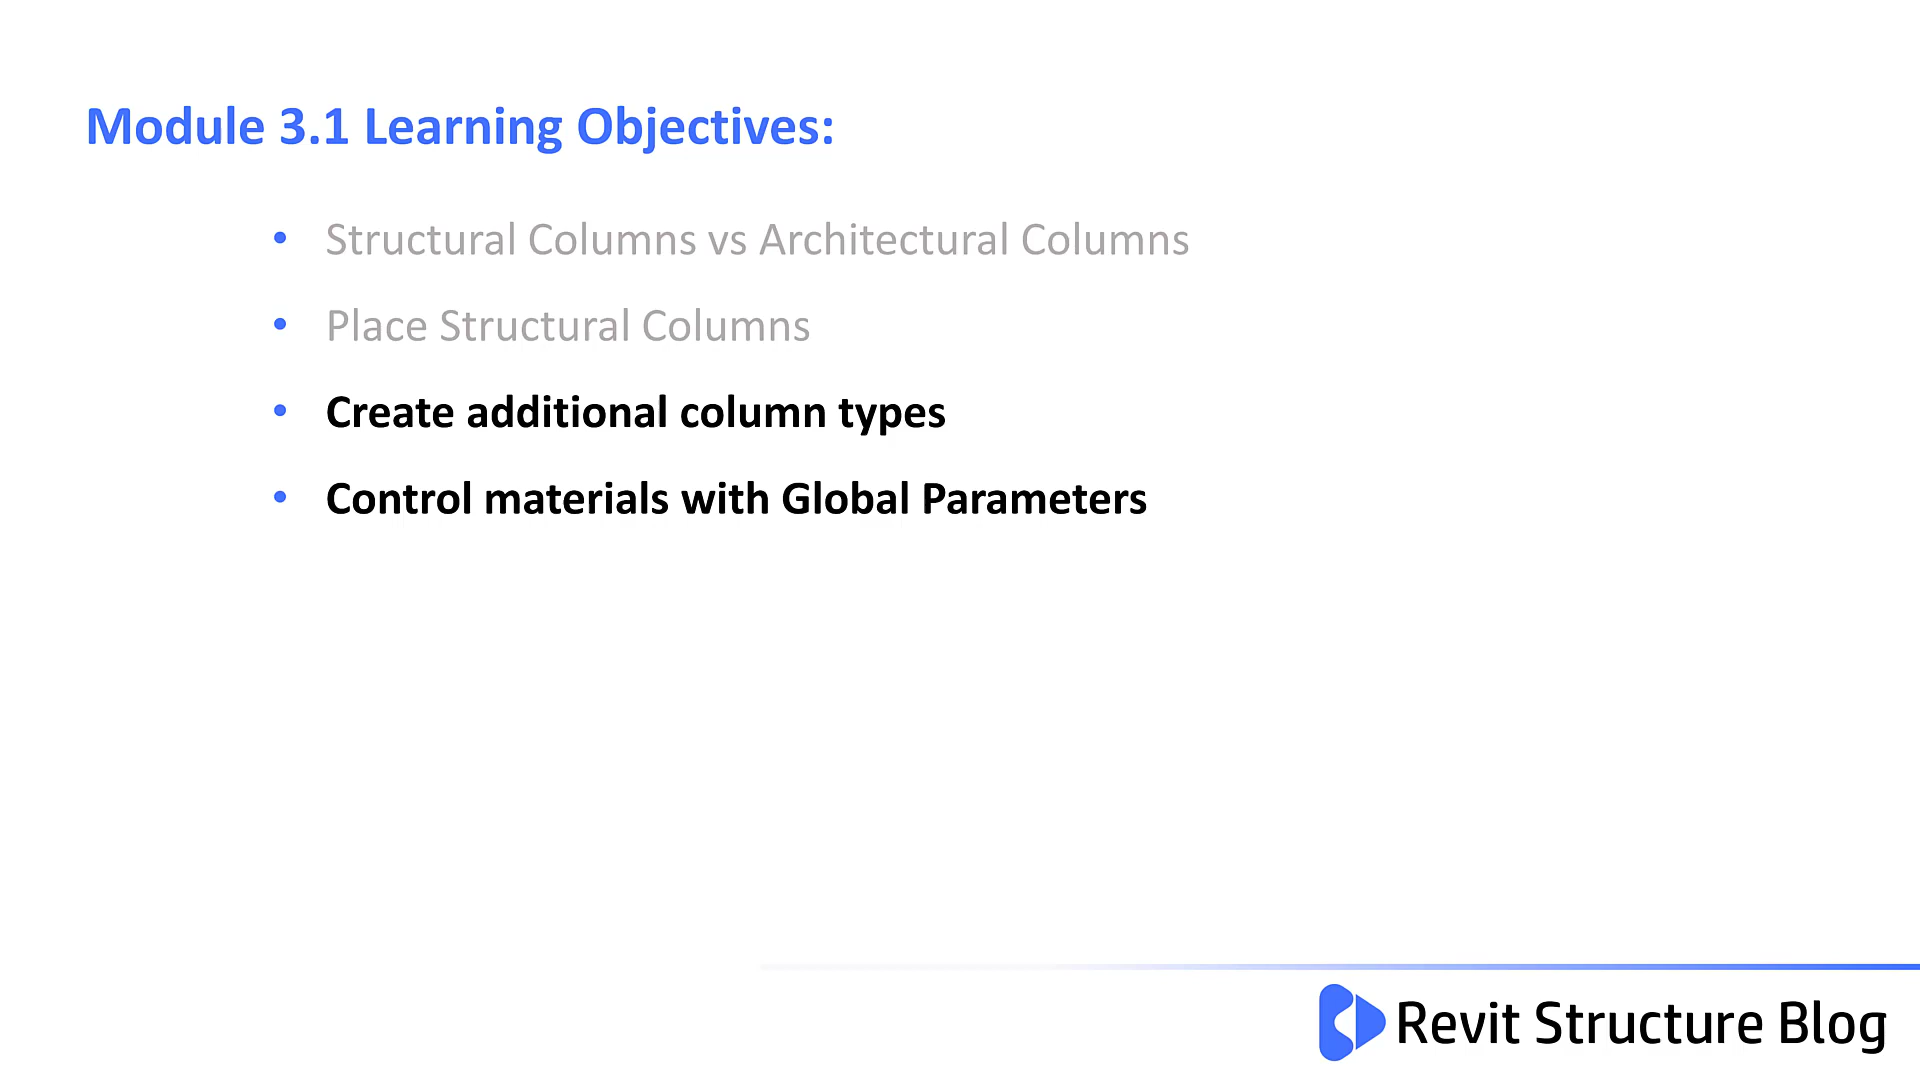 Module 3.1 Learning Objectives:
• Structural Columns vs Architectural Columns
• Place Structural Columns
• Create additional column types
• Control materials with Global Parameters
Revit Structure Blog